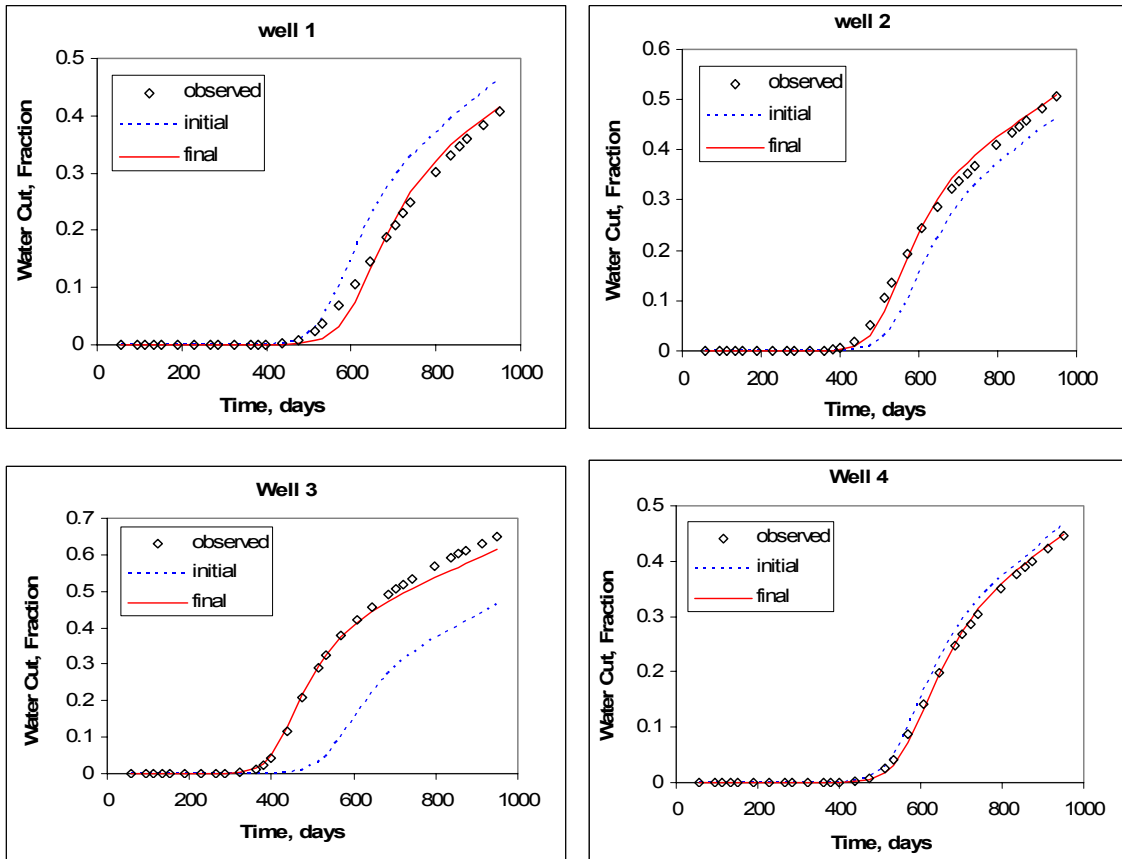 well 1
Water Cut, Fraction
0.5
0.4
0.3
0.2
0.1
0
observed
initial
final
0 200 400 600 800 1000
Time, days
well 2
Water Cut, Fraction
0.6
0.5
0.4
0.3
0.2
0.1
0
observed
initial
final
0 200 400 600 800 1000
Time, days
Well 3
Water Cut, Fraction
0.7
0.6
0.5
0.4
0.3
0.2
0.1
0
observed
initial
final
0 200 400 600 800 1000
Time, days
Well 4
Water Cut, Fraction
0.5
0.4
0.3
0.2
0.1
0
observed
initial
final
0 200 400 600 800 1000
Time, days